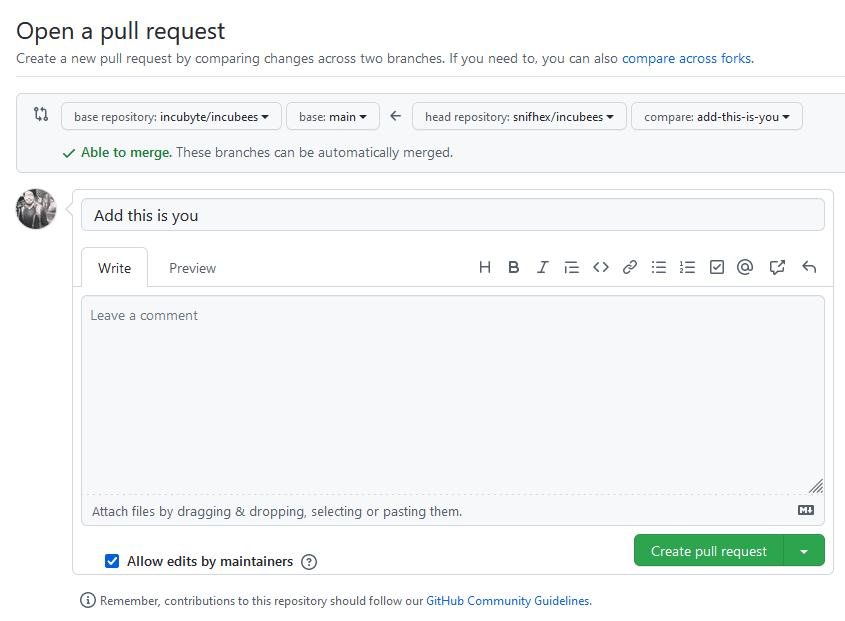 Open a pull request
Create a new pull request by comparing changes across two branches. If you need to, you can also compare across forks.
base repository: incubyte/incubees base: main head repository: snifhex/incubees compare: add-this-is-you
Able to merge. These branches can be automatically merged.
Add this is you
Write Preview
Leave a comment
Attach files by dragging & dropping, selecting or pasting them.
Allow edits by maintainers
Create pull request
Remember, contributions to this repository should follow our GitHub Community Guidelines.